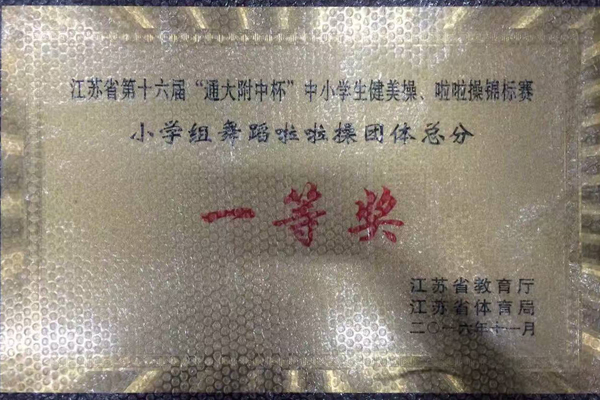 江苏省第十六届“通大附中杯”中小学生健美操、啦啦操锦标赛
小学组舞蹈啦啦操团体总分
一等奖
江苏省教育厅
江苏省体育局
二〇一六年十一月